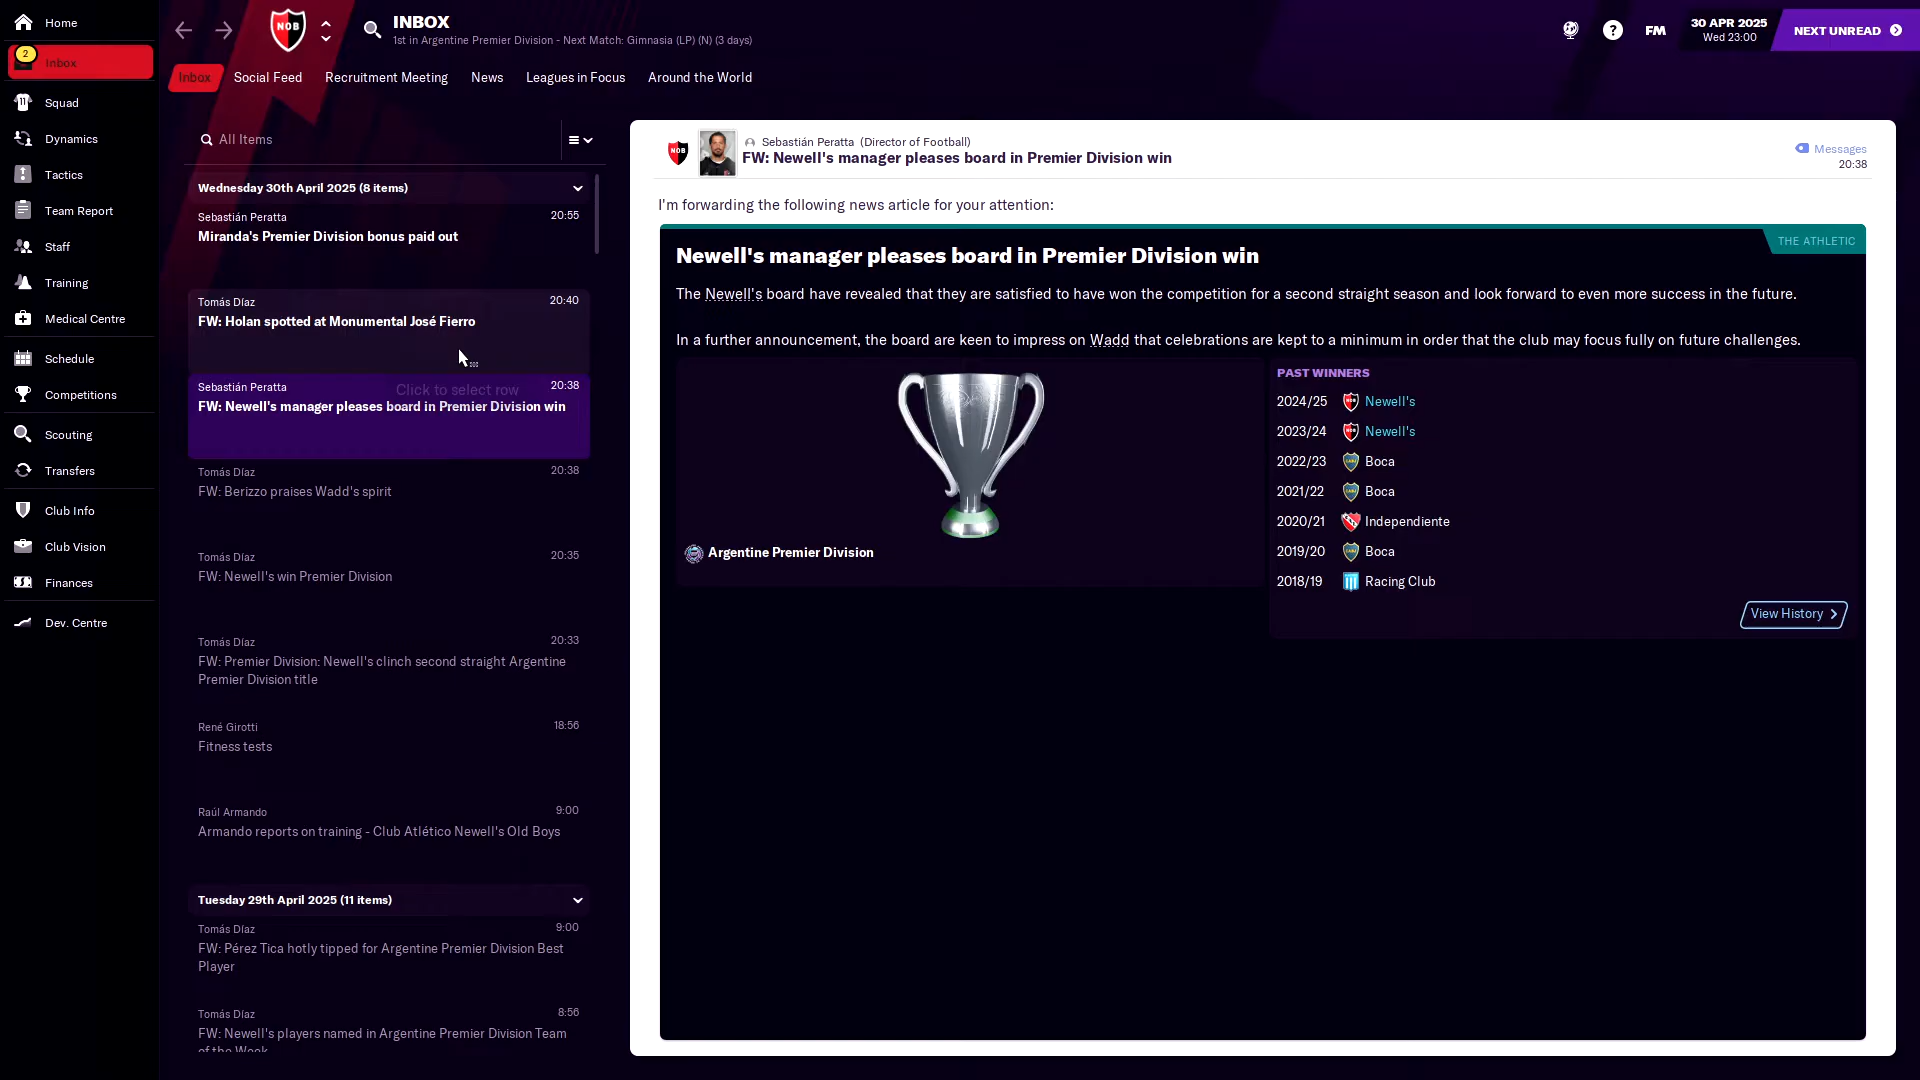 Home
2
Inbox
Squad
Dynamics
Tactics
Team Report
Staff
Training
Medical Centre
Schedule
Competitions
Scouting
Transfers
Club Info
Club Vision
Finances
Dev. Centre
NOB
INBOX
1st in Argentine Premier Division - Next Match: Gimnasia (LP) (N) (3 days)
?
FM
30 APR 2025
Wed 23:00
NEXT UNREAD
Inbox
Social Feed
Recruitment Meeting
News
Leagues in Focus
Around the World
All Items
Wednesday 30th April 2025 (8 items)
Sebastián Peratta
20:55
Miranda's Premier Division bonus paid out
Tomás Díaz
20:40
FW: Holan spotted at Monumental José Fierro
Sebastián Peratta
20:38
Click to select row
FW: Newell's manager pleases board in Premier Division win
Tomás Díaz
20:38
FW: Berizzo praises Wadd's spirit
Tomás Díaz
20:35
FW: Newell's win Premier Division
Tomás Díaz
20:33
FW: Premier Division: Newell's clinch second straight Argentine
Premier Division title
René Girotti
18:56
Fitness tests
Raúl Armando
9:00
Armando reports on training - Club Atlético Newell's Old Boys
Tuesday 29th April 2025 (11 items)
Tomás Díaz
9:00
FW: Pérez Tica hotly tipped for Argentine Premier Division Best
Player
Tomás Díaz
8:56
FW: Newell's players named in Argentine Premier Division Team
of the Week
NOB
Sebastián Peratta (Director of Football)
FW: Newell's manager pleases board in Premier Division win
Messages
20:38
I'm forwarding the following news article for your attention:
THE ATHLETIC
Newell's manager pleases board in Premier Division win
The Newell's board have revealed that they are satisfied to have won the competition for a second straight season and look forward to even more success in the future.
In a further announcement, the board are keen to impress on Wadd that celebrations are kept to a minimum in order that the club may focus fully on future challenges.
Argentine Premier Division
PAST WINNERS
2024/25 Newell's
2023/24 Newell's
2022/23 Boca
2021/22 Boca
2020/21 Independiente
2019/20 Boca
2018/19 Racing Club
View History